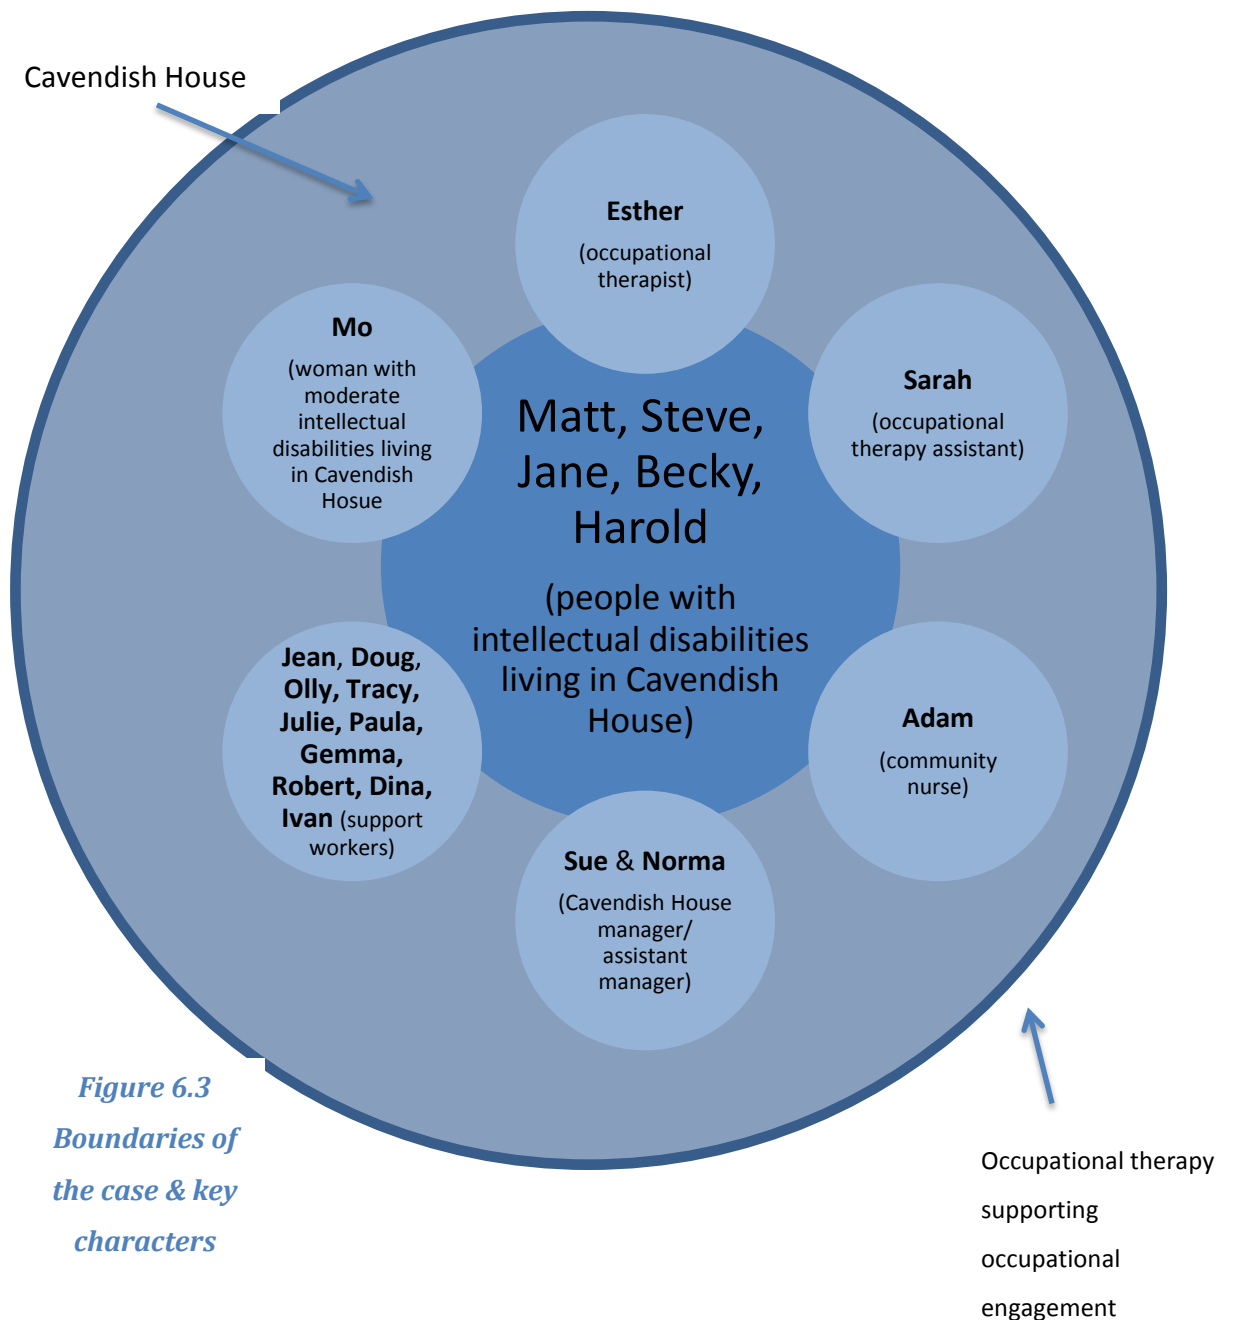 Cavendish House
Esther
(occupational
therapist)
Mo
(woman with
moderate
intellectual
disabilities living
in Cavendish
Hosue
Sarah
(occupational
therapy assistant)
Matt, Steve,
Jane, Becky,
Harold
(people with
intellectual disabilities
living in Cavendish
House)
Jean, Doug,
Olly, Tracy,
Julie, Paula,
Gemma,
Robert, Dina,
Ivan (support
workers)
Adam
(community
nurse)
Sue & Norma
(Cavendish House
manager/
assistant
manager)
Figure 6.3
Boundaries of
the case & key
characters
Occupational therapy
supporting
occupational
engagement